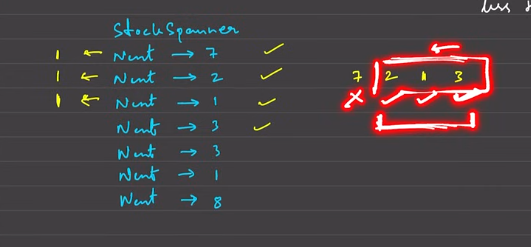 less
StockSpanner
1 ← Next → 7 ✓
1 ← Next → 2 ✓
1 ← Next → 1 ✓
Next → 3 ✓
Next → 3
Next → 1
Next → 8
←
7 2 1 3
× ✓ ✓ ✓